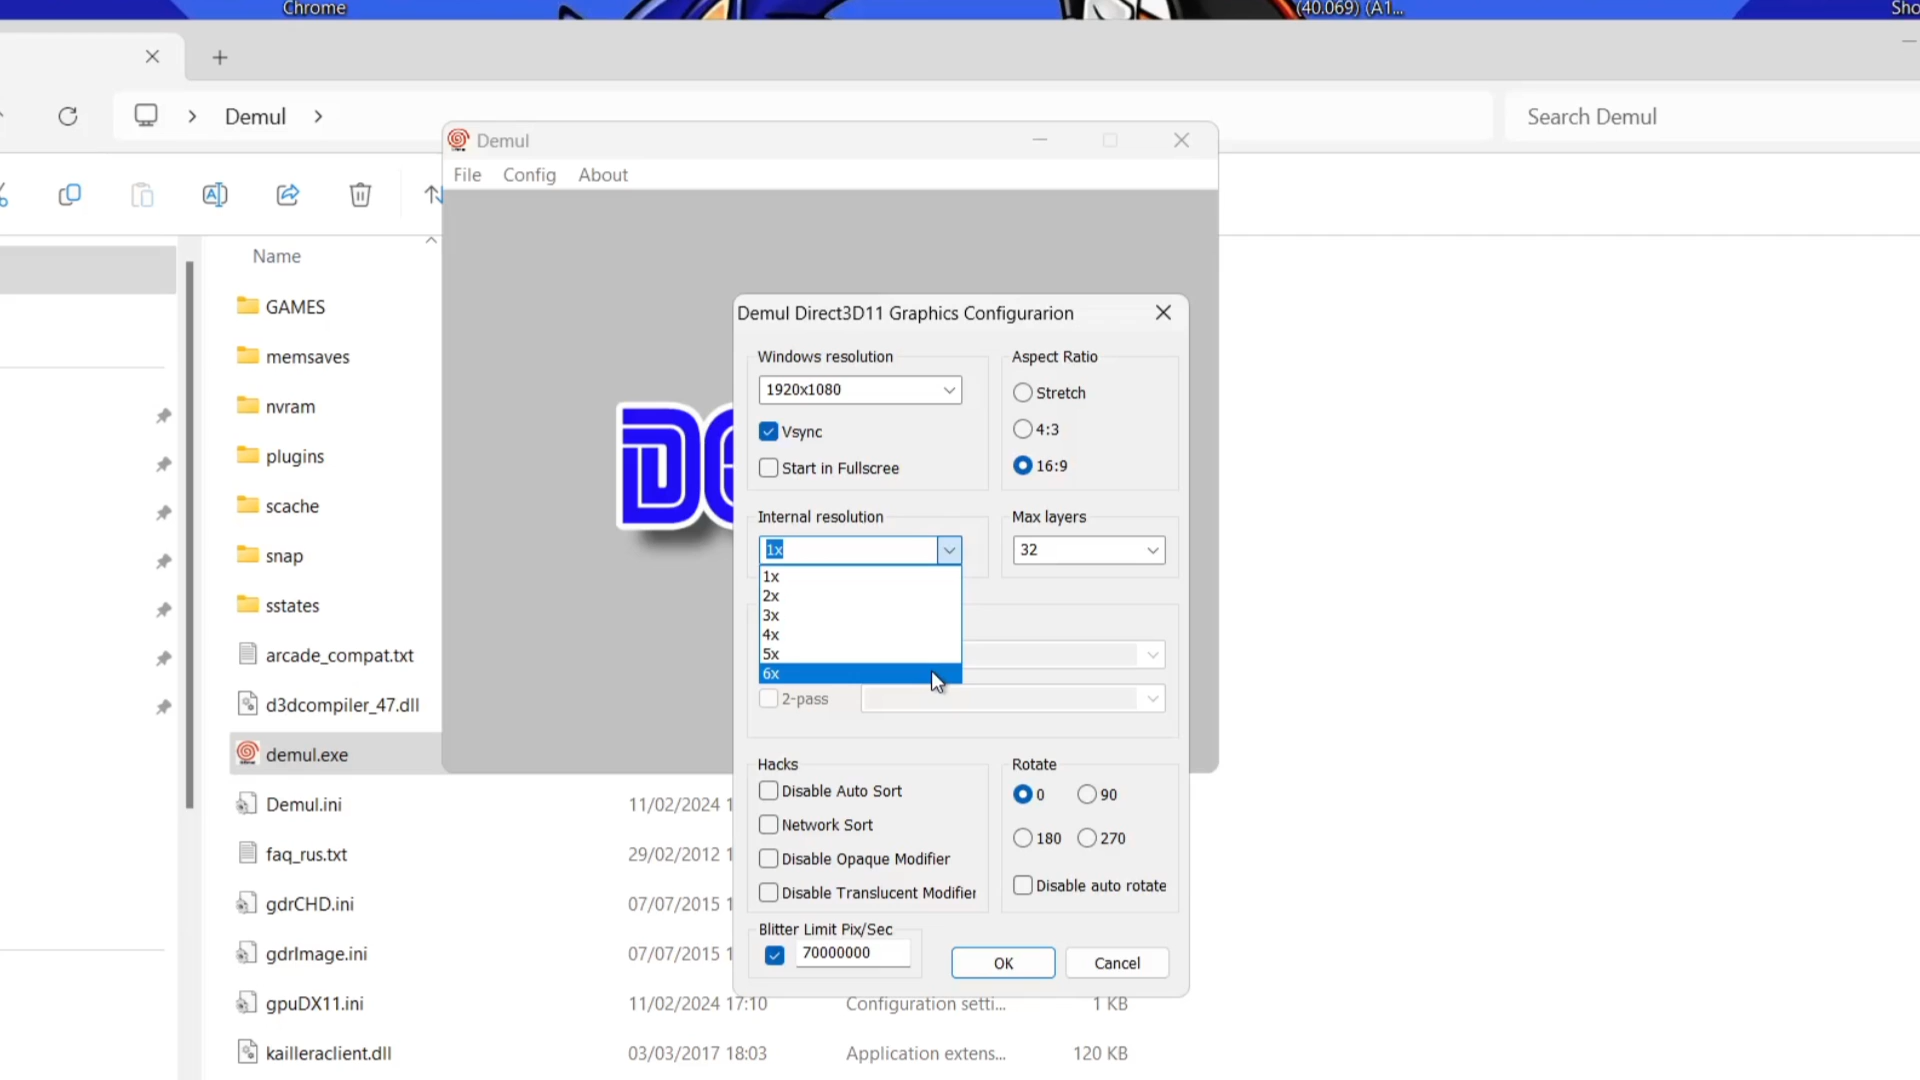 Chrome
(40.069) (A1...
Sho
Demul
Search Demul
Demul
File Config About
Name
GAMES
memsaves
nvram
plugins
scache
snap
sstates
arcade_compat.txt
d3dcompiler_47.dll
demul.exe
Demul.ini 11/02/2024 1
faq_rus.txt 29/02/2012 1
gdrCHD.ini 07/07/2015 1
gdrImage.ini 07/07/2015 1
gpuDX11.ini 11/02/2024 17:10 Configuration setti... 1 KB
kailleraclient.dll 03/03/2017 18:03 Application extens... 120 KB
DE
Demul Direct3D11 Graphics Configurarion
Windows resolution
1920x1080
Vsync
Start in Fullscree
Aspect Ratio
Stretch
4:3
16:9
Internal resolution
1x
1x
2x
3x
4x
5x
6x
Max layers
32
2-pass
Hacks
Disable Auto Sort
Network Sort
Disable Opaque Modifier
Disable Translucent Modifier
Rotate
0 90
180 270
Disable auto rotate
Blitter Limit Pix/Sec
70000000
OK Cancel